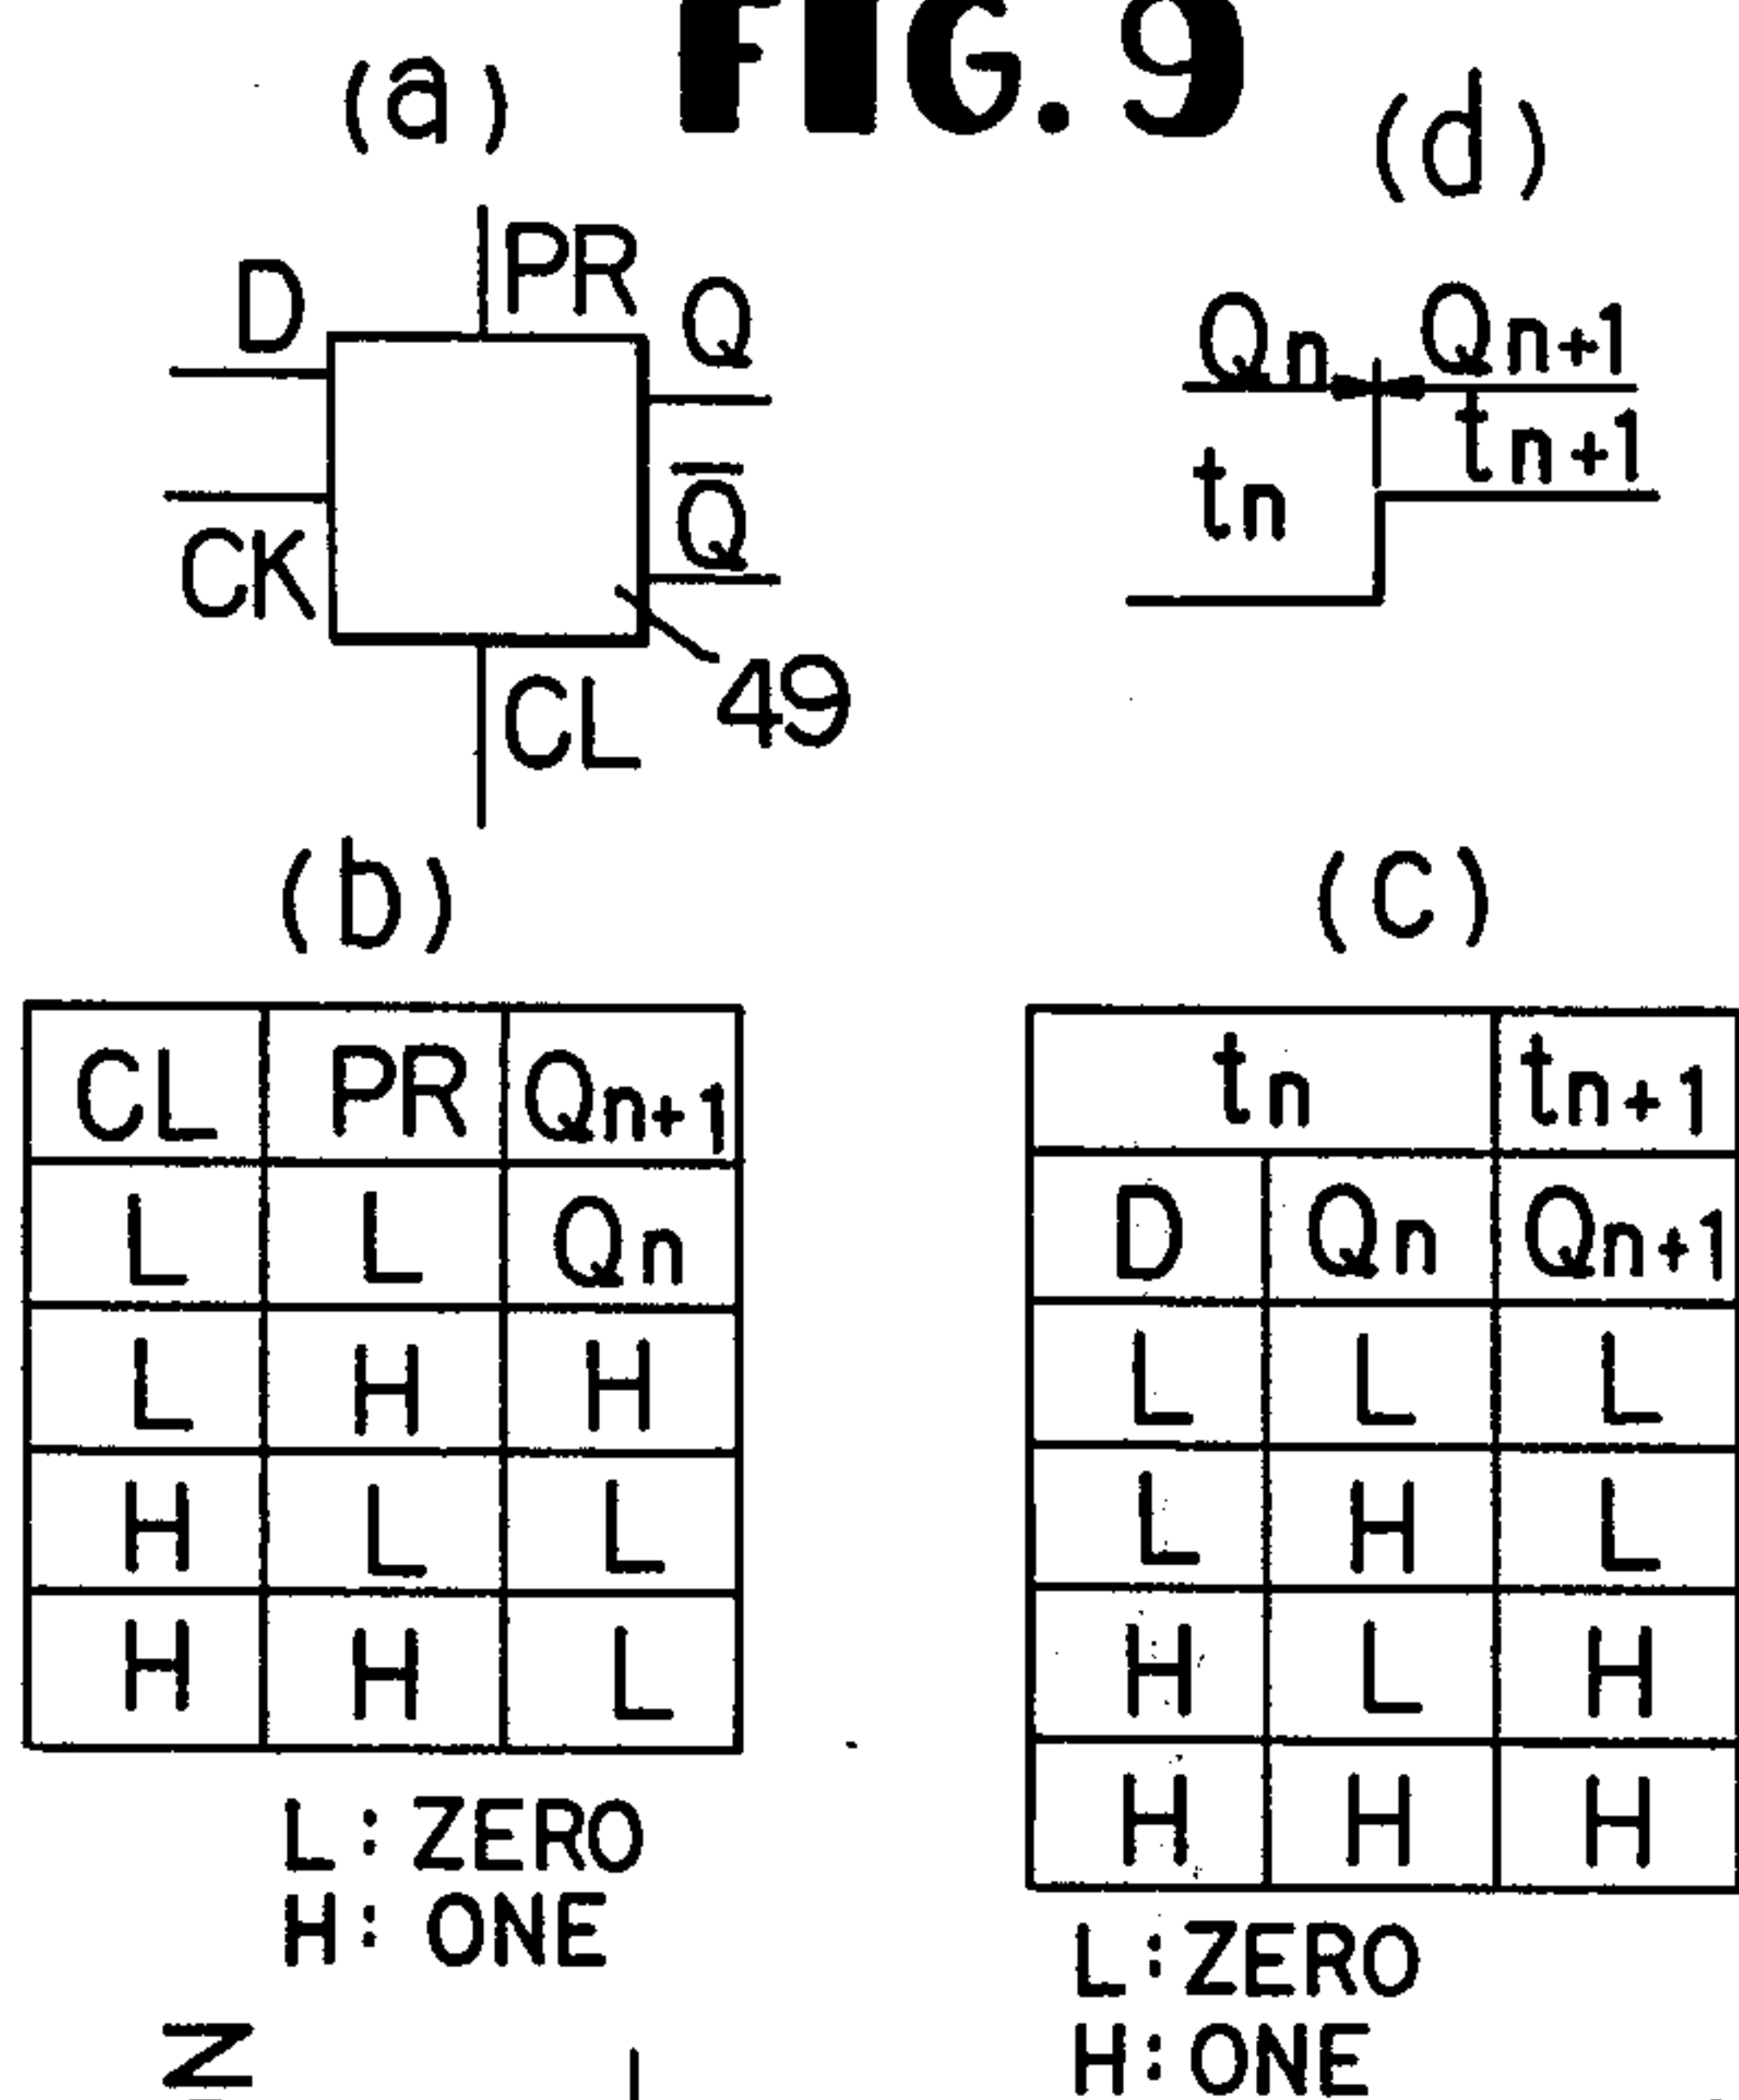 FIG. 9
(a)
D
PR
Q
Q̅
CK
CL
49
(d)
Qn Qn+1
tn tn+1
(b)
CL PR Qn+1
L L Qn
L H H
H L L
H H L
L: ZERO
H: ONE
(c)
tn tn+1
D Qn Qn+1
L L L
L H L
H L H
H H H
L: ZERO
H: ONE
N